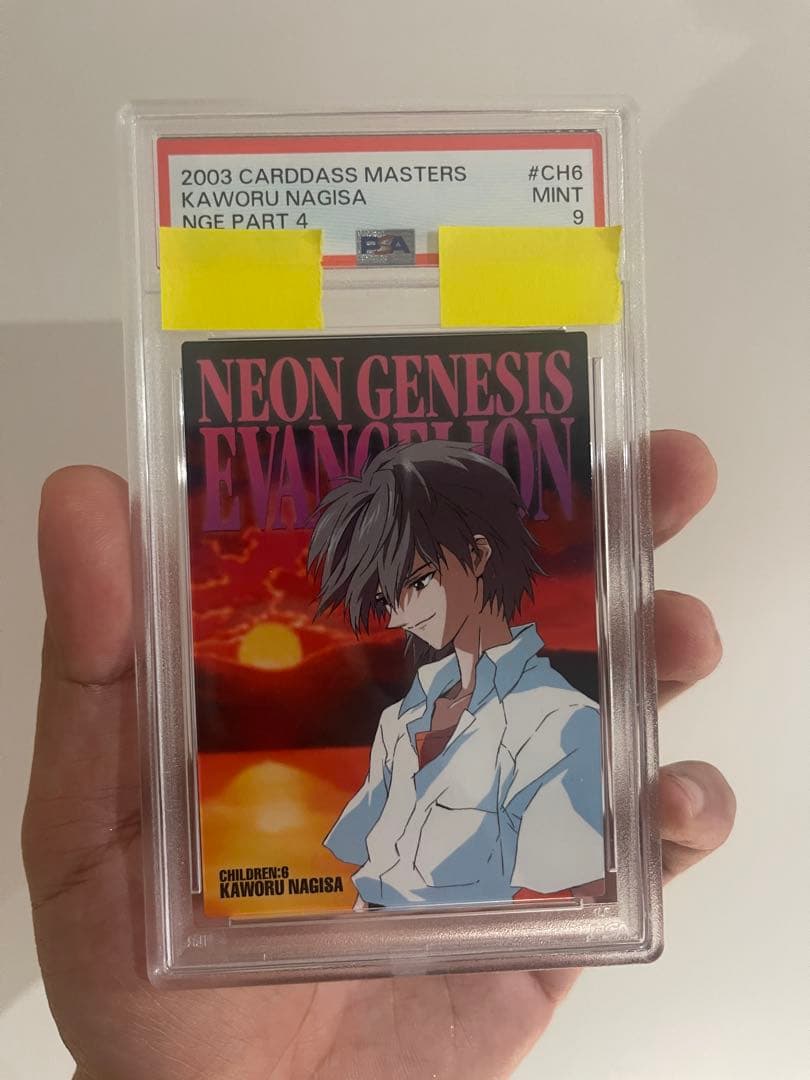 2003 CARDDASS MASTERS #CH6
KAWORU NAGISA MINT
NGE PART 4 9
PSA
NEON GENESIS
EVANGELION
CHILDREN:6
KAWORU NAGISA